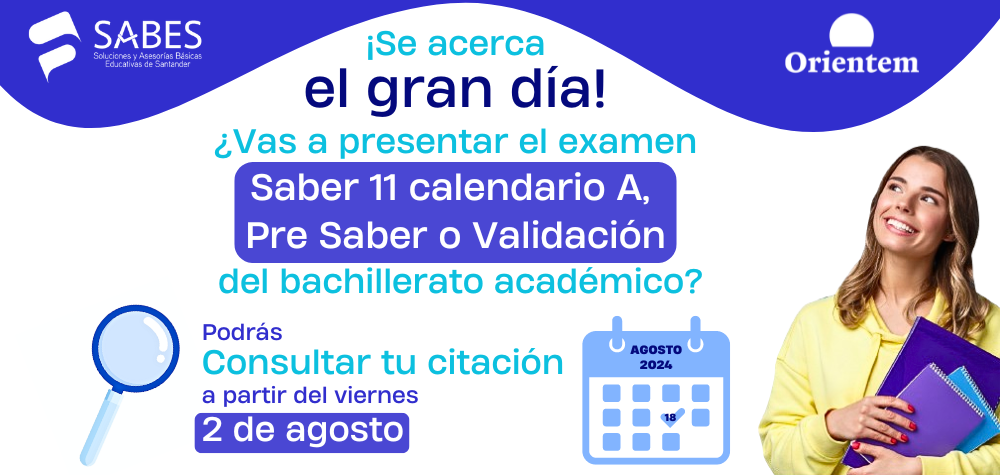 SABES
Soluciones y Asesorías Básicas
Educativas de Santander
Orientem
¡Se acerca
el gran día!
¿Vas a presentar el examen
Saber 11 calendario A,
Pre Saber o Validación
del bachillerato académico?
Podrás
Consultar tu citación
a partir del viernes
2 de agosto
AGOSTO
2024
18